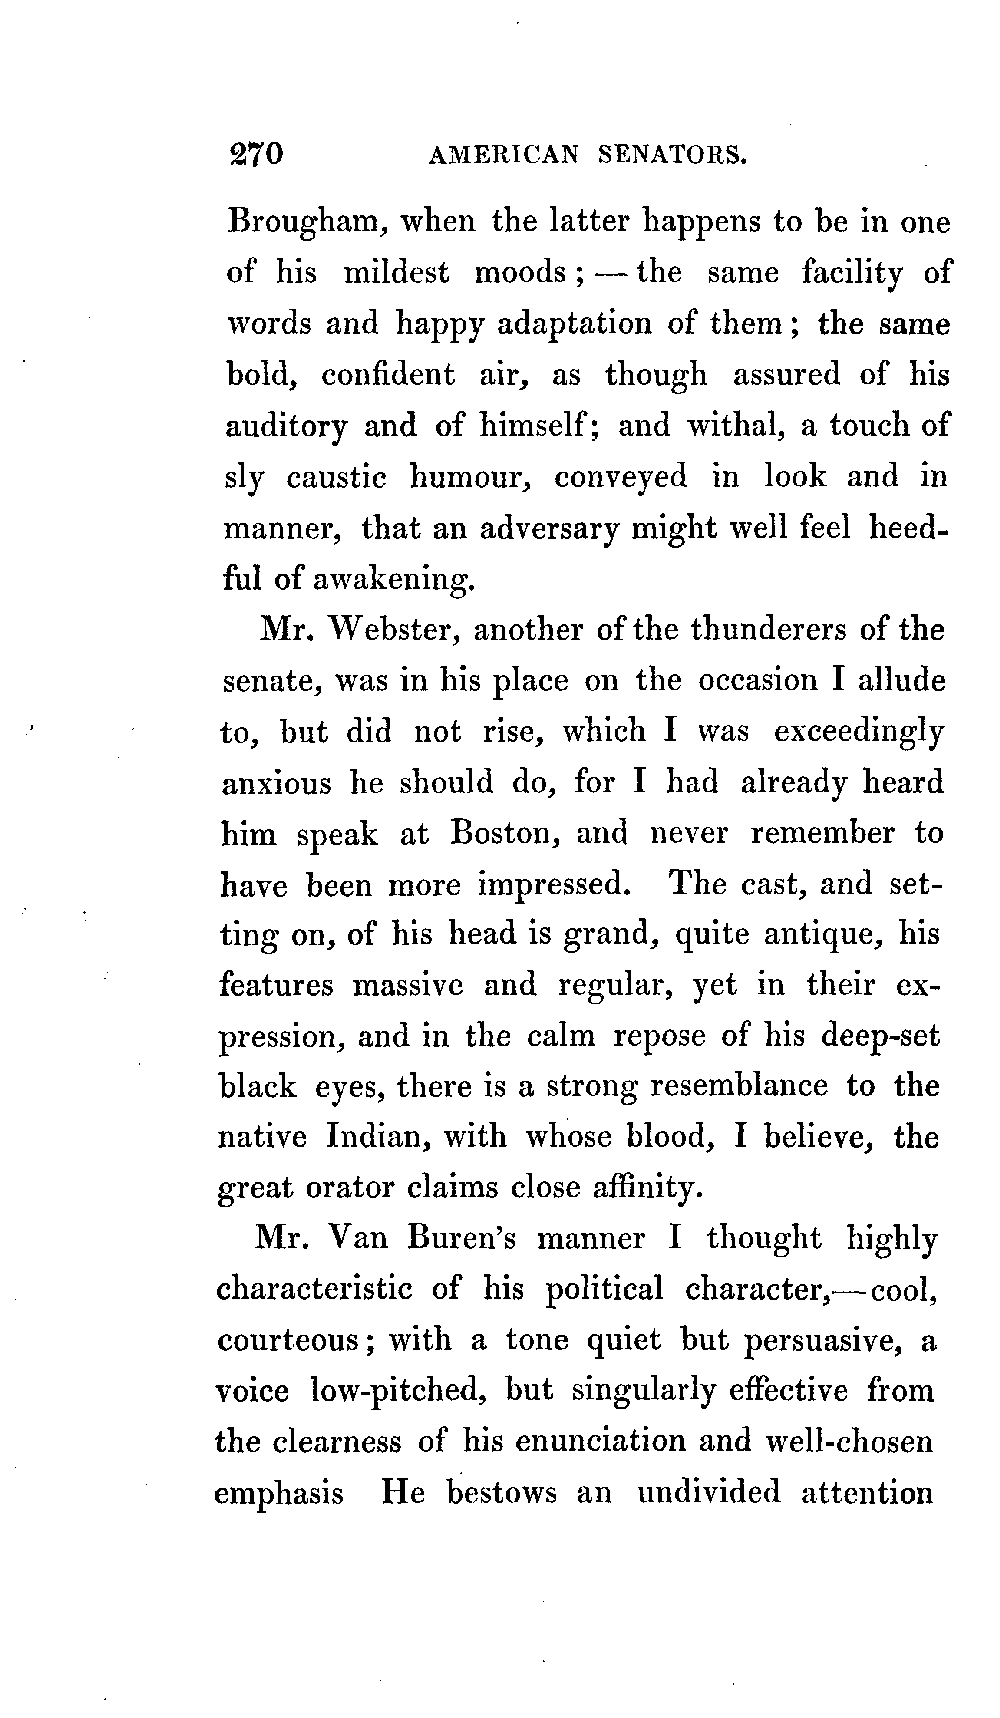 270 AMERICAN SENATORS.
Brougham, when the latter happens to be in one
of his mildest moods ; — the same facility of
words and happy adaptation of them ; the same
bold, confident air, as though assured of his
auditory and of himself; and withal, a touch of
sly caustic humour, conveyed in look and in
manner, that an adversary might well feel heed-
ful of awakening.
Mr. Webster, another of the thunderers of the
senate, was in his place on the occasion I allude
to, but did not rise, which I was exceedingly
anxious he should do, for I had already heard
him speak at Boston, and never remember to
have been more impressed. The cast, and set-
ting on, of his head is grand, quite antique, his
features massive and regular, yet in their ex-
pression, and in the calm repose of his deep-set
black eyes, there is a strong resemblance to the
native Indian, with whose blood, I believe, the
great orator claims close affinity.
Mr. Van Buren's manner I thought highly
characteristic of his political character,—cool,
courteous ; with a tone quiet but persuasive, a
voice low-pitched, but singularly effective from
the clearness of his enunciation and well-chosen
emphasis He bestows an undivided attention